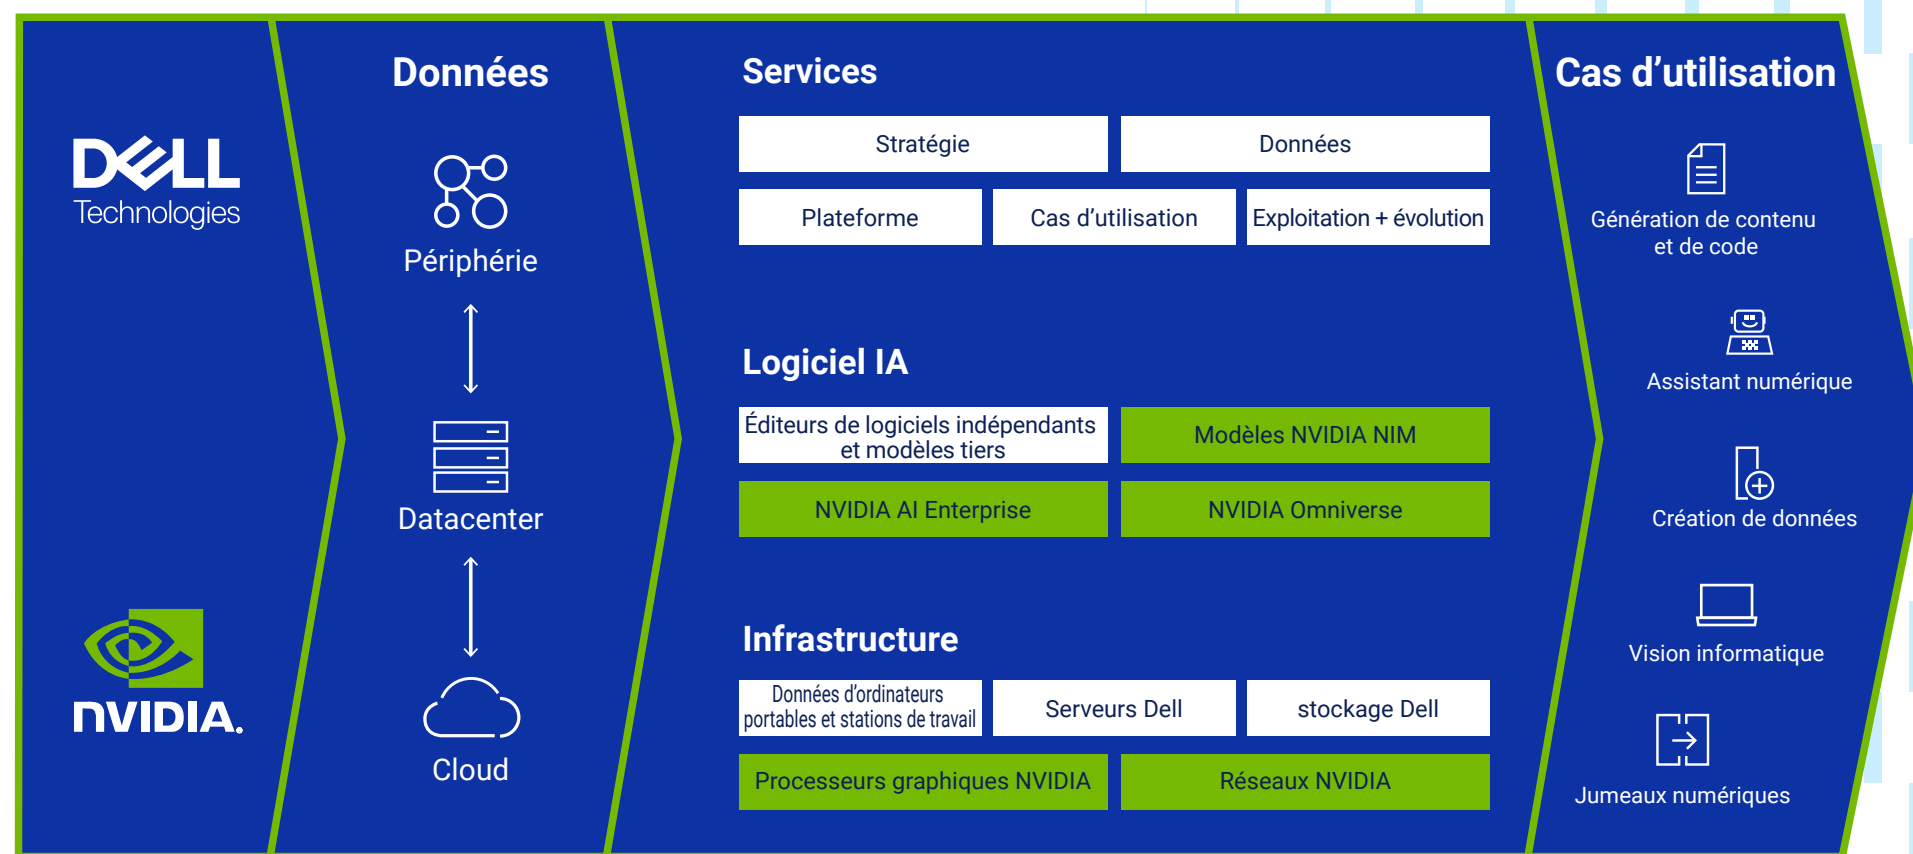 DELL
Technologies
NVIDIA.
Données
Périphérie
Datacenter
Cloud
Services
Stratégie
Données
Plateforme
Cas d’utilisation
Exploitation + évolution
Logiciel IA
Éditeurs de logiciels indépendants
et modèles tiers
Modèles NVIDIA NIM
NVIDIA AI Enterprise
NVIDIA Omniverse
Infrastructure
Données d’ordinateurs
portables et stations de travail
Serveurs Dell
stockage Dell
Processeurs graphiques NVIDIA
Réseaux NVIDIA
Cas d’utilisation
Génération de contenu
et de code
Assistant numérique
Création de données
Vision informatique
Jumeaux numériques